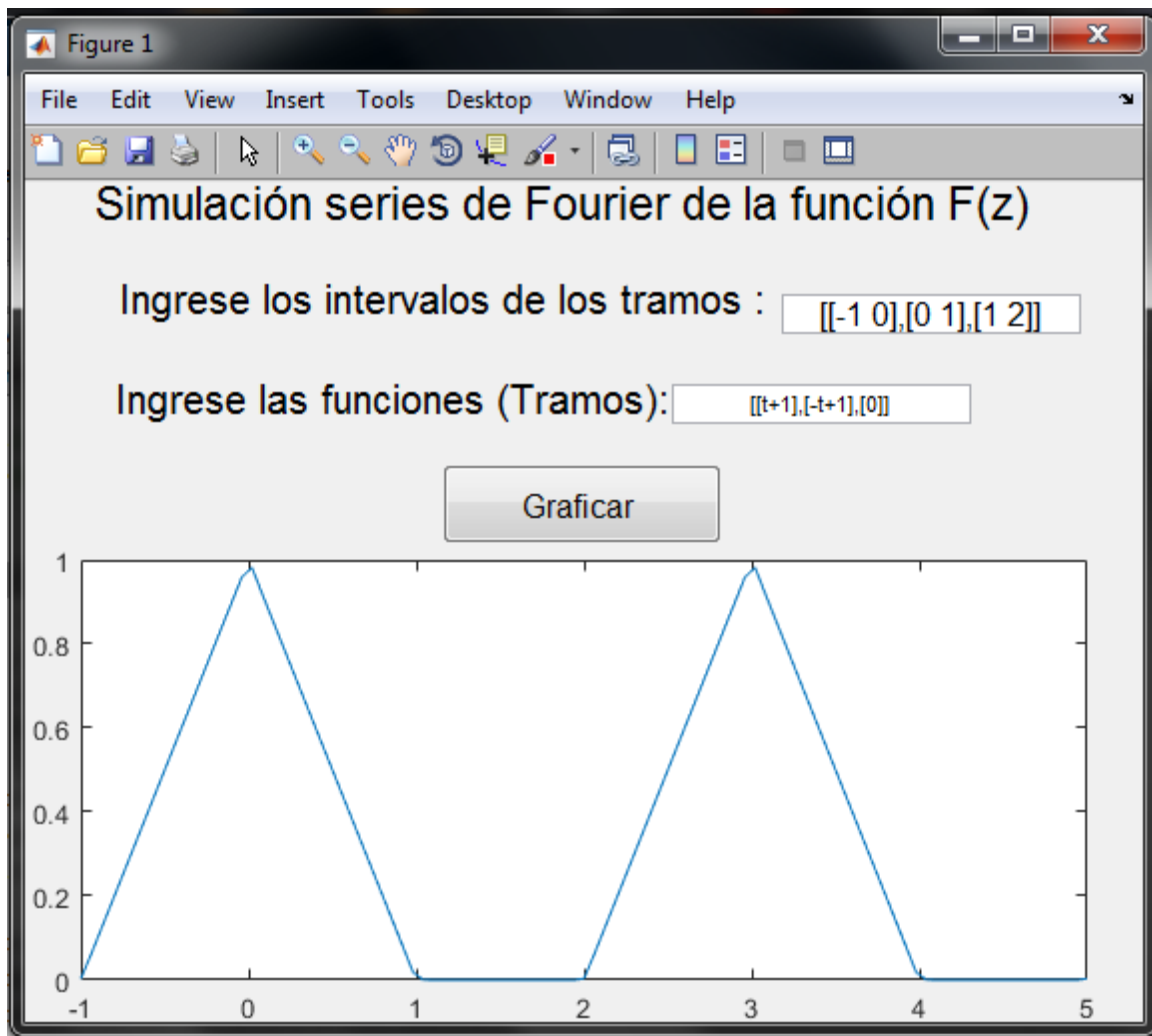 Figure 1
File Edit View Insert Tools Desktop Window Help
Simulación series de Fourier de la función F(z)
Ingrese los intervalos de los tramos : [[-1 0],[0 1],[1 2]]
Ingrese las funciones (Tramos): [[t+1],[-t+1],[0]]
Graficar
1
0.8
0.6
0.4
0.2
0
-1 0 1 2 3 4 5